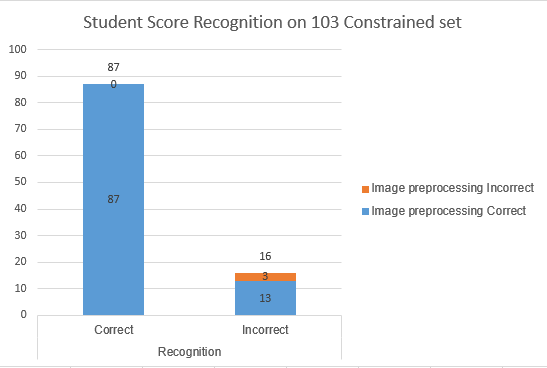 Student Score Recognition on 103 Constrained set
100
90
80
70
60
50
40
30
20
10
0
87
0
87
16
3
13
Correct
Incorrect
Recognition
Image preprocessing Incorrect
Image preprocessing Correct